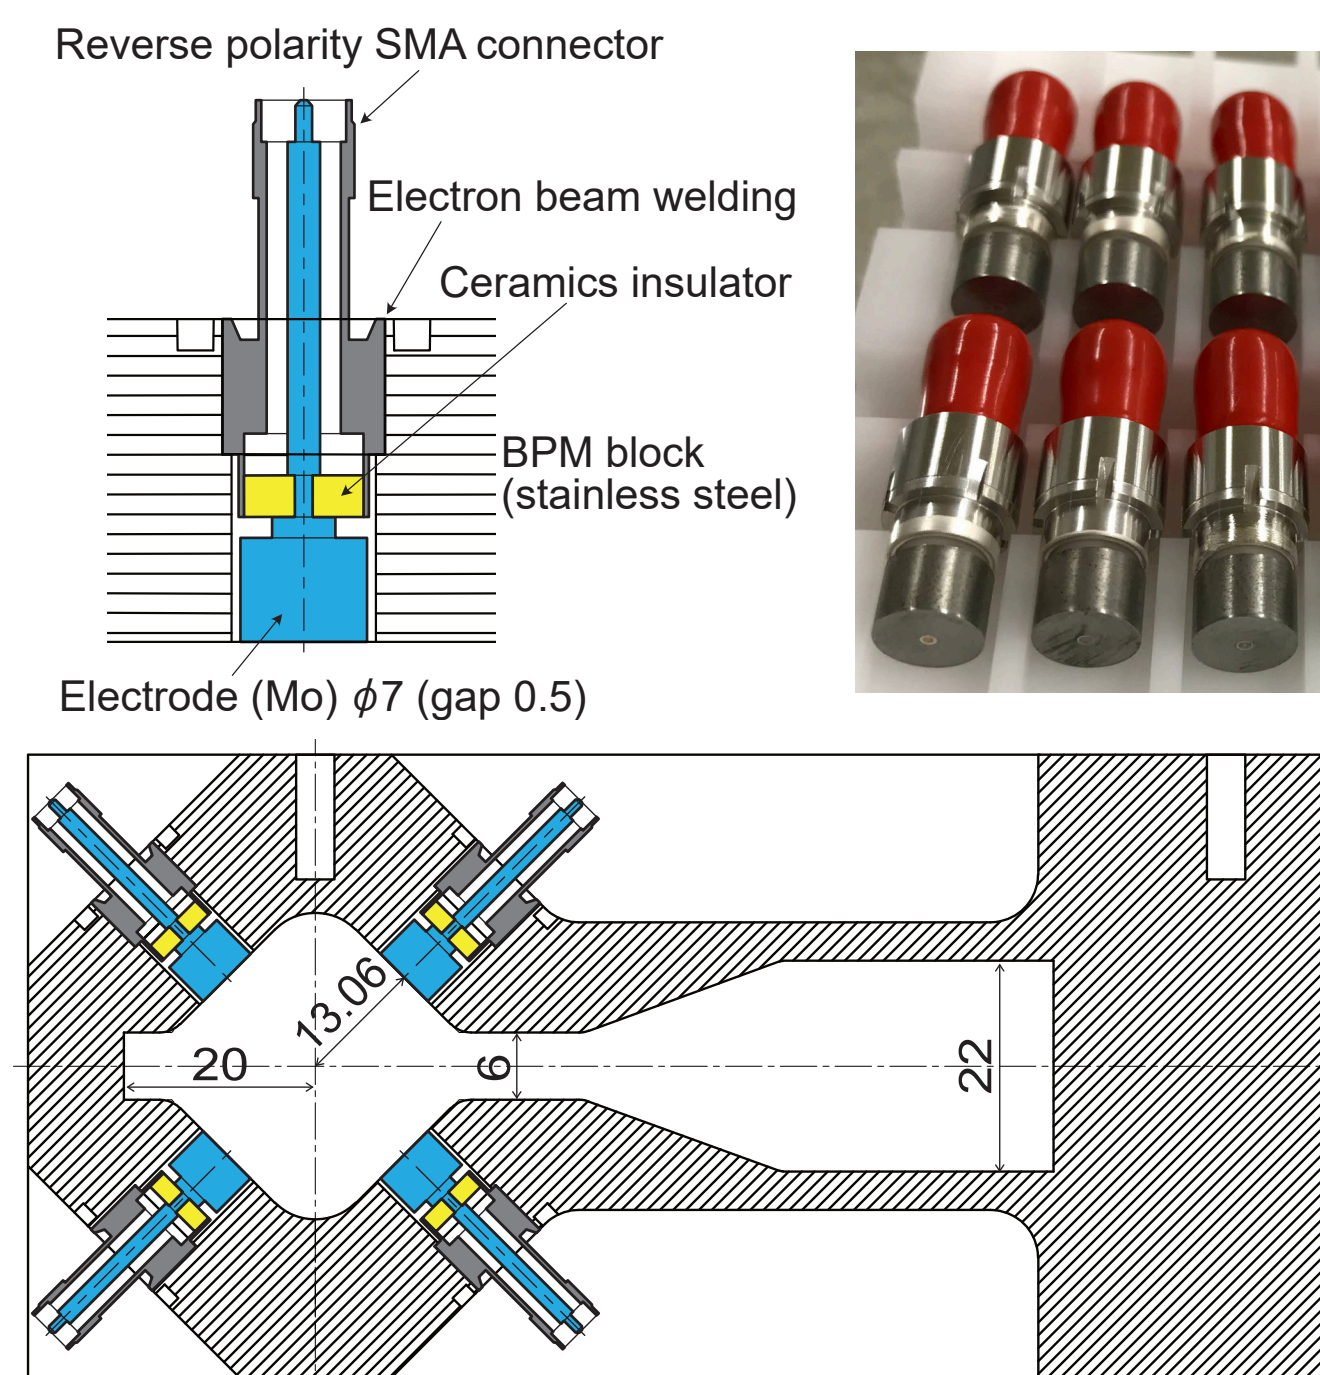 Reverse polarity SMA connector
Electron beam welding
Ceramics insulator
BPM block
(stainless steel)
Electrode (Mo) ϕ7 (gap 0.5)
13.06
20
6
22